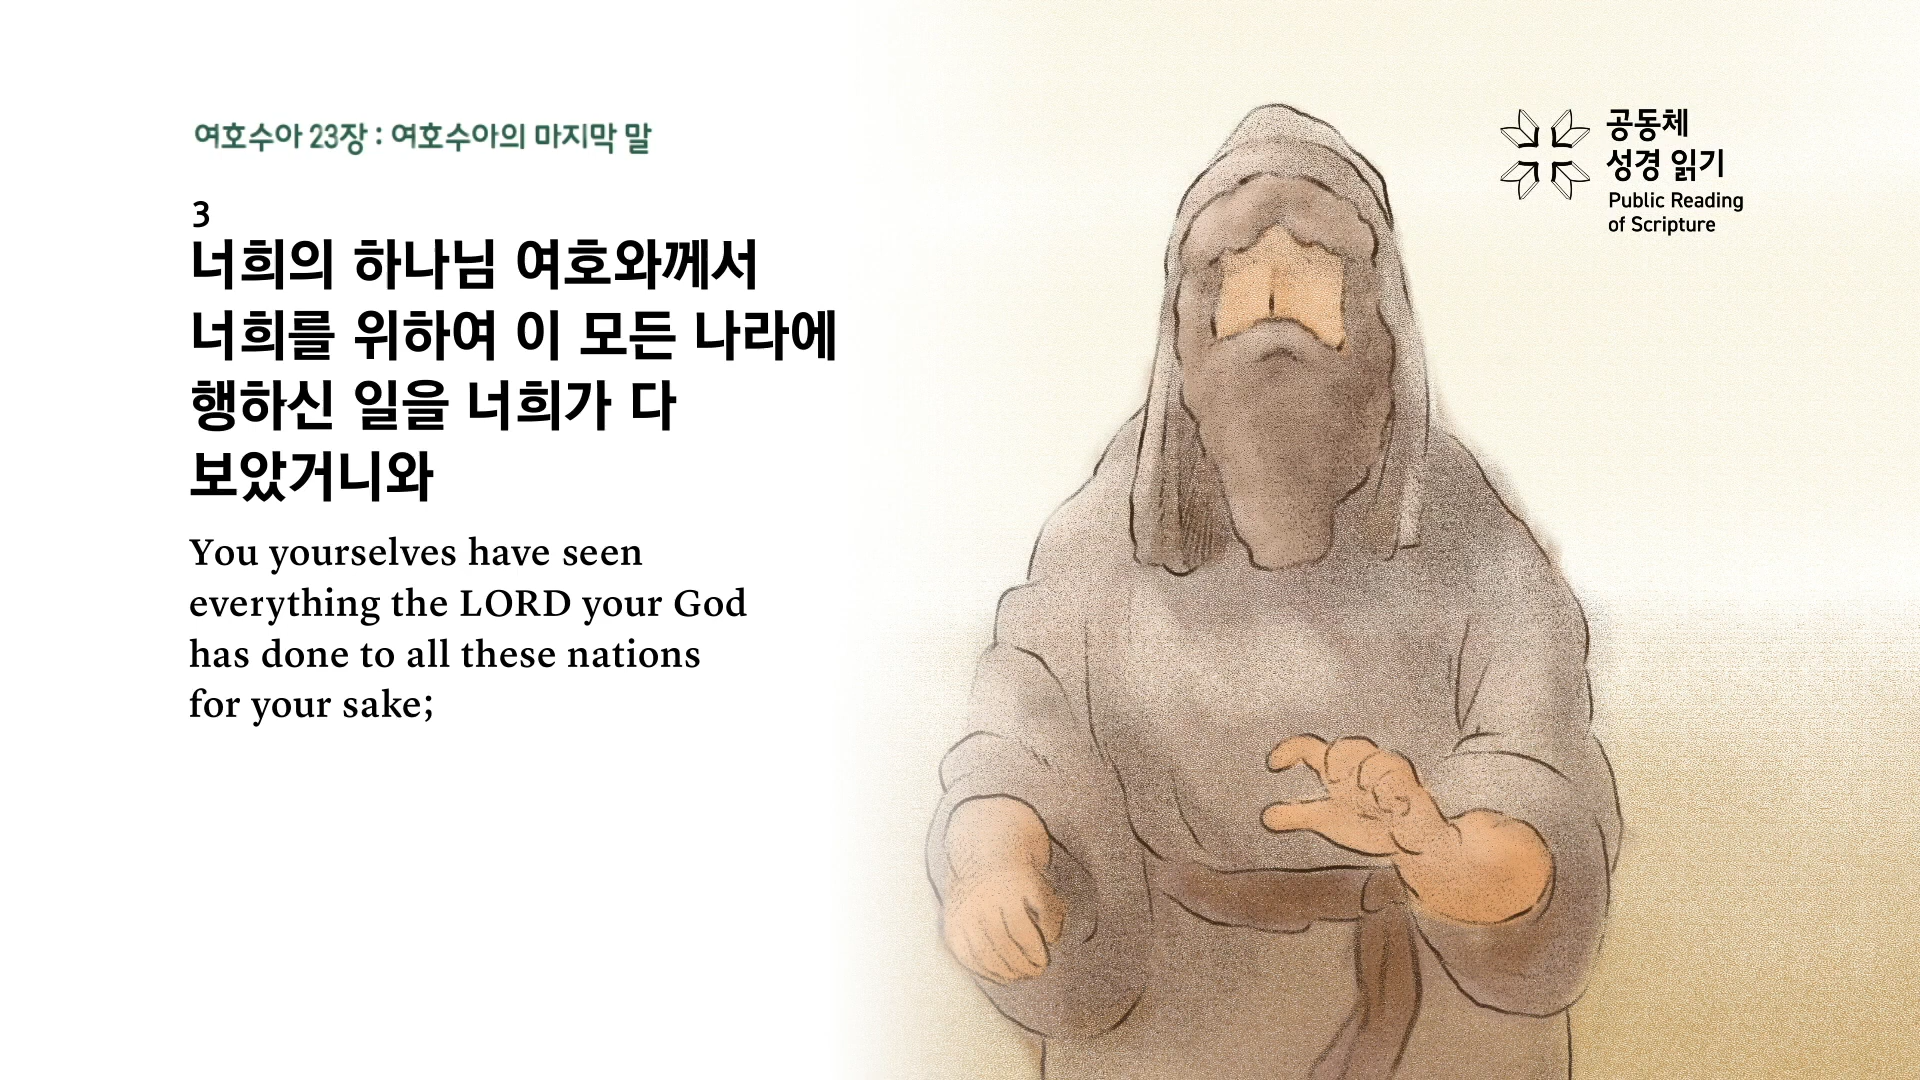 여호수아 23장 : 여호수아의 마지막 말
3
너희의 하나님 여호와께서
너희를 위하여 이 모든 나라에
행하신 일을 너희가 다
보았거니와
You yourselves have seen
everything the LORD your God
has done to all these nations
for your sake;
공동체
성경 읽기
Public Reading
of Scripture